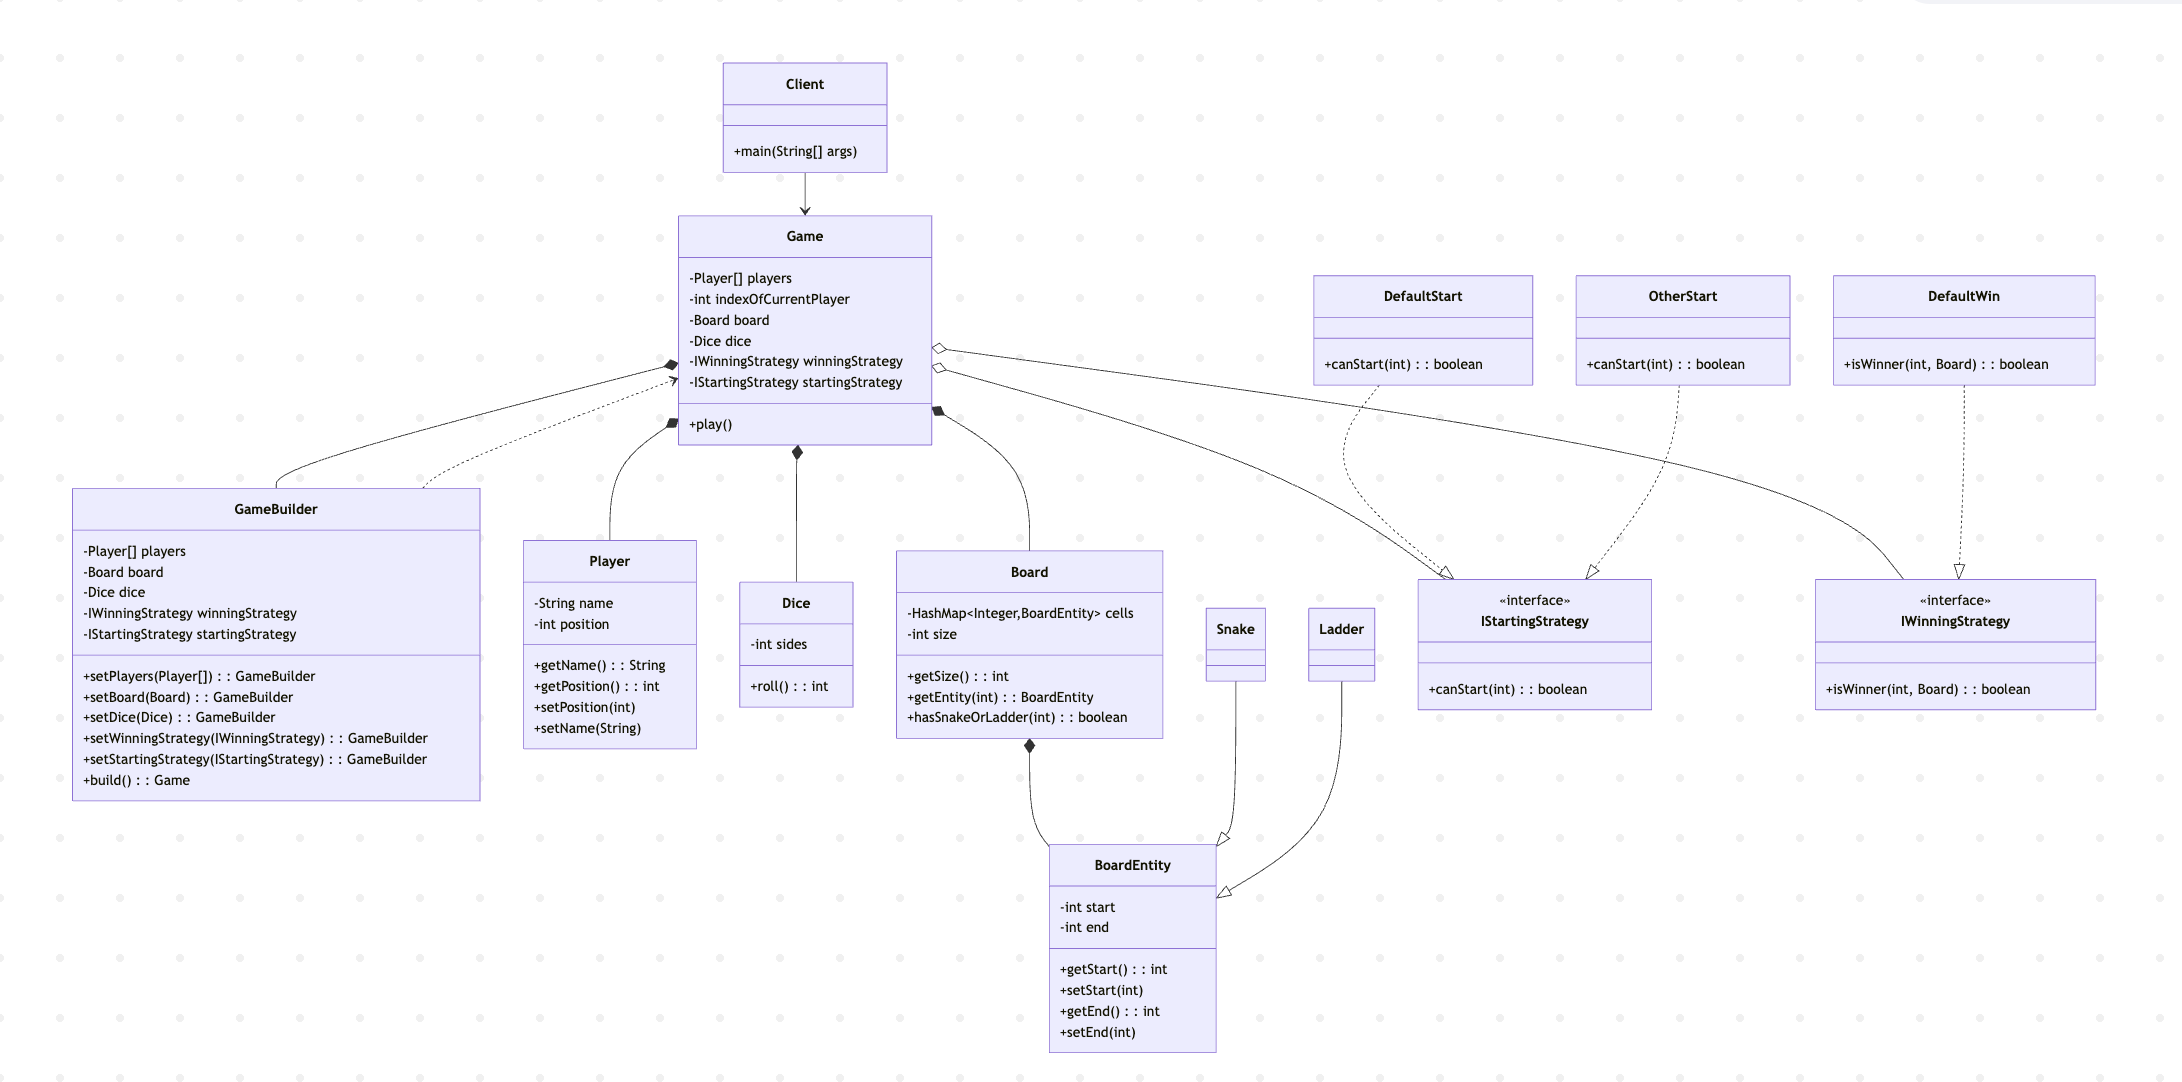 Client
+main(String[] args)
Game
-Player[] players
-int indexOfCurrentPlayer
-Board board
-Dice dice
-IWinningStrategy winningStrategy
-IStartingStrategy startingStrategy
+play()
DefaultStart
+canStart(int) : : boolean
OtherStart
+canStart(int) : : boolean
DefaultWin
+isWinner(int, Board) : : boolean
GameBuilder
-Player[] players
-Board board
-Dice dice
-IWinningStrategy winningStrategy
-IStartingStrategy startingStrategy
+setPlayers(Player[]) : : GameBuilder
+setBoard(Board) : : GameBuilder
+setDice(Dice) : : GameBuilder
+setWinningStrategy(IWinningStrategy) : : GameBuilder
+setStartingStrategy(IStartingStrategy) : : GameBuilder
+build() : : Game
Player
-String name
-int position
+getName() : : String
+getPosition() : : int
+setPosition(int)
+setName(String)
Dice
-int sides
+roll() : : int
Board
-HashMap<Integer,BoardEntity> cells
-int size
+getSize() : : int
+getEntity(int) : : BoardEntity
+hasSnakeOrLadder(int) : : boolean
Snake
Ladder
«interface»
IStartingStrategy
+canStart(int) : : boolean
«interface»
IWinningStrategy
+isWinner(int, Board) : : boolean
BoardEntity
-int start
-int end
+getStart() : : int
+setStart(int)
+getEnd() : : int
+setEnd(int)